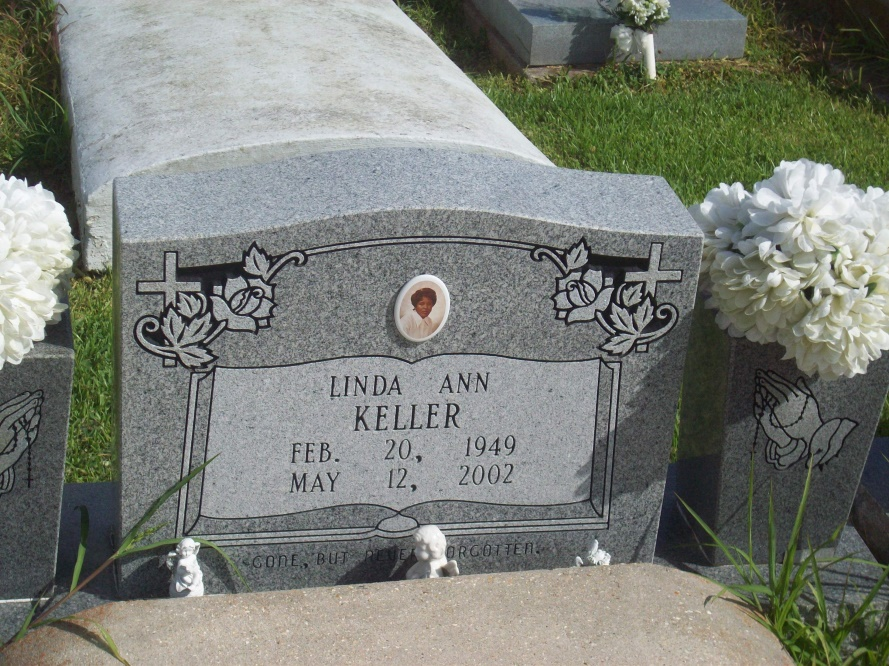 LINDA ANN
KELLER
FEB. 20, 1949
MAY 12, 2002
GONE, BUT NEVER FORGOTTEN.